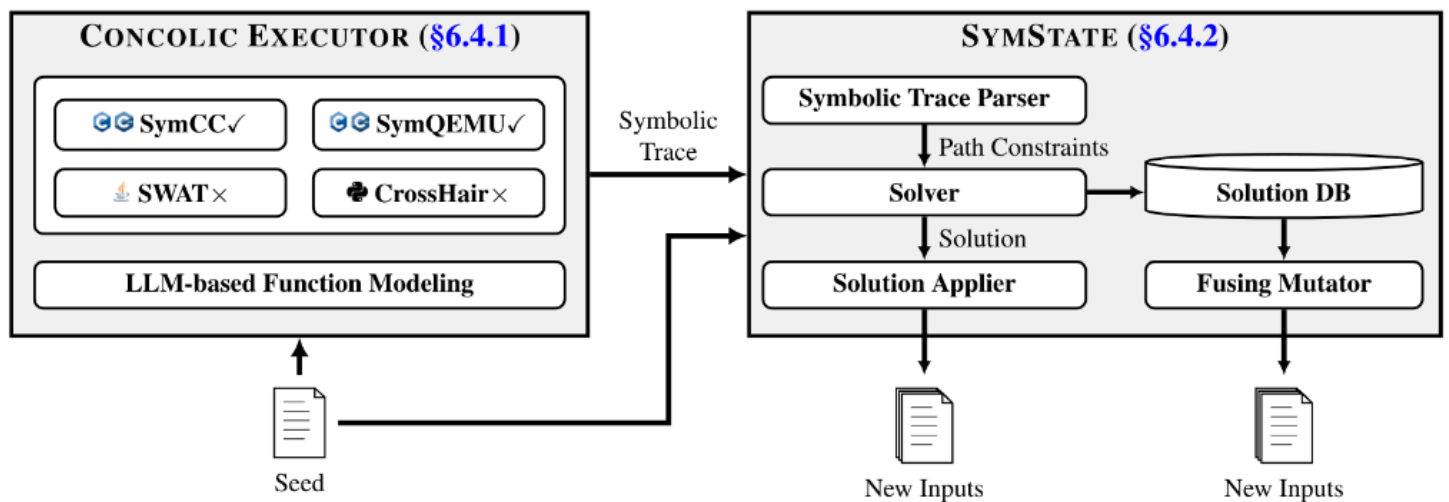 CONCOLIC EXECUTOR (§6.4.1)
SymCC✓
SymQEMU✓
SWAT×
CrossHair×
LLM-based Function Modeling
Seed
Symbolic
Trace
SYMSTATE (§6.4.2)
Symbolic Trace Parser
Path Constraints
Solver
Solution DB
Solution
Solution Applier
Fusing Mutator
New Inputs
New Inputs